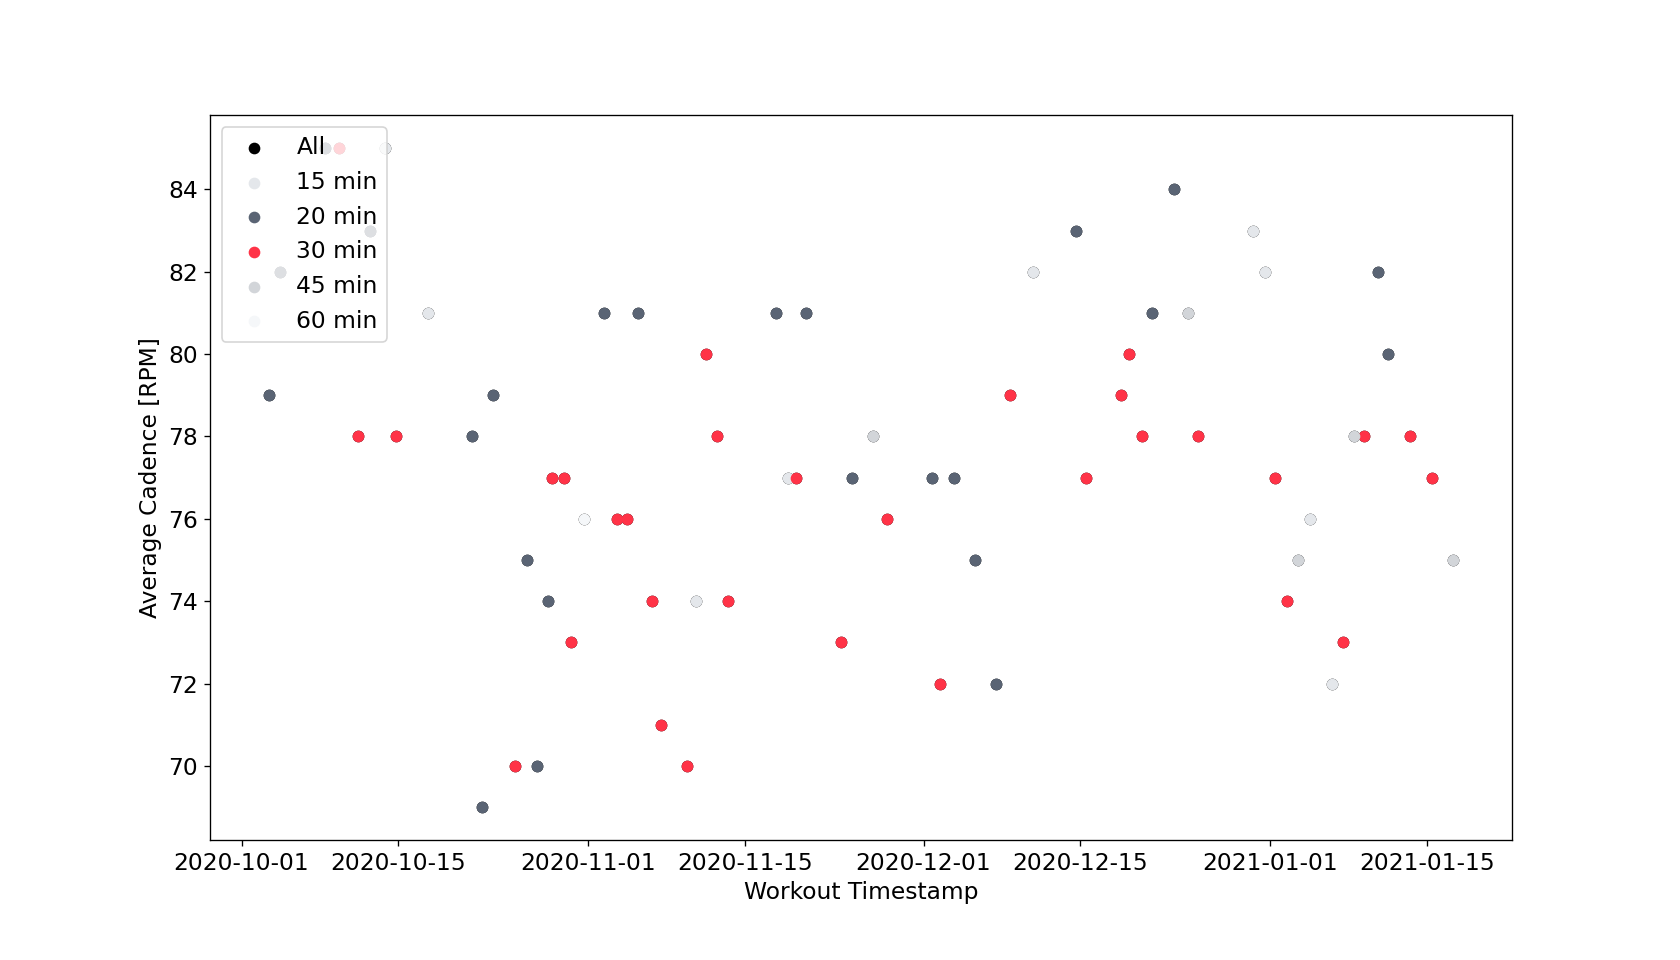 All
15 min
20 min
30 min
45 min
60 min
84
82
80
78
76
74
72
70
Average Cadence [RPM]
2020-10-01 2020-10-15 2020-11-01 2020-11-15 2020-12-01 2020-12-15 2021-01-01 2021-01-15
Workout Timestamp